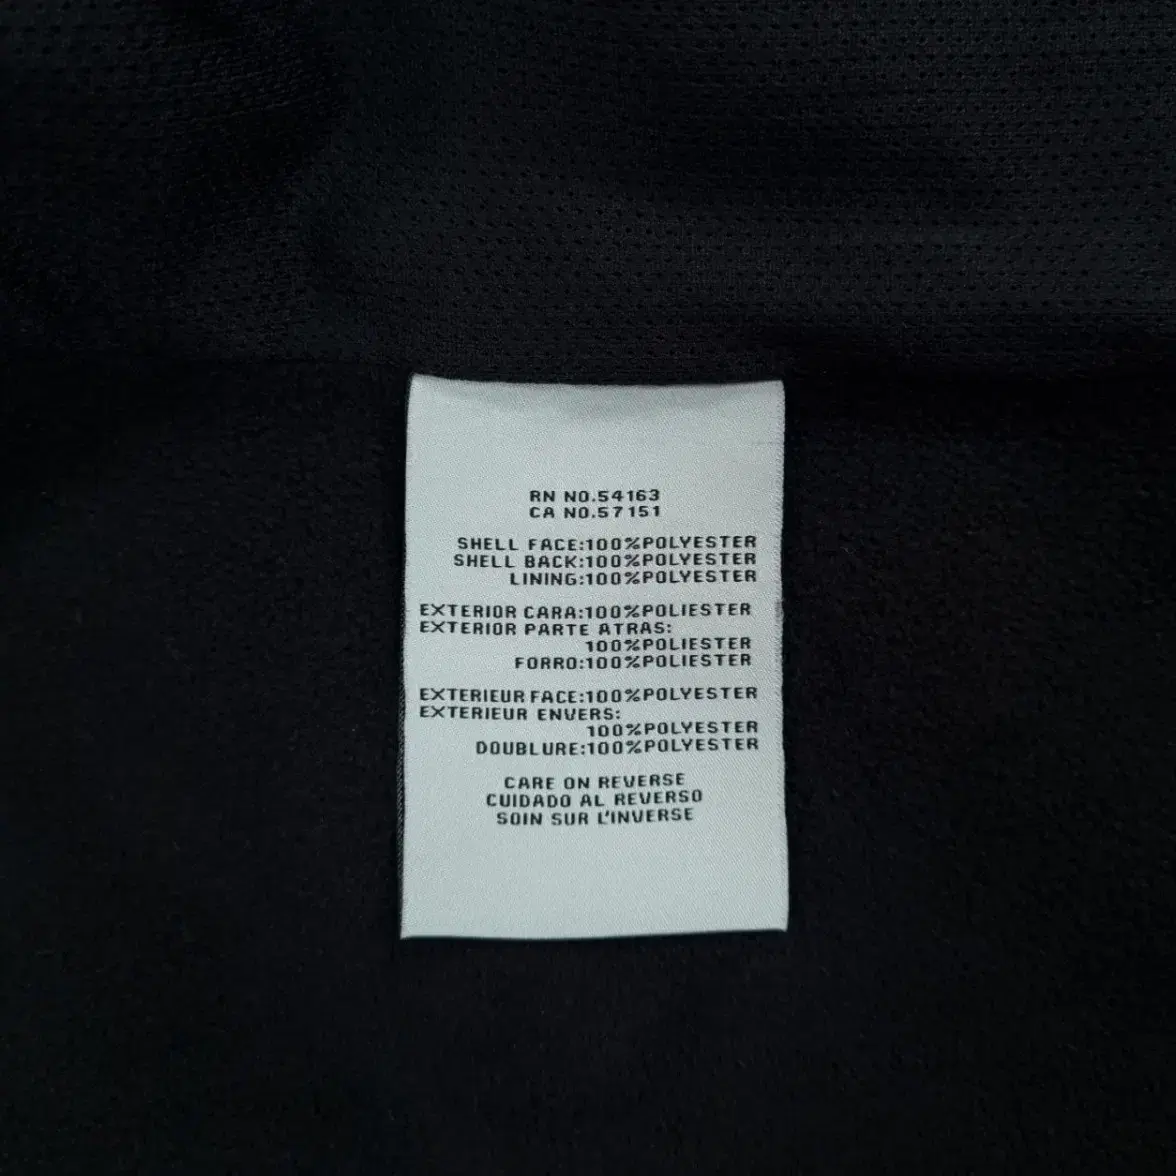 RN NO.54163
CA NO.57151
SHELL FACE:100%POLYESTER
SHELL BACK:100%POLYESTER
LINING:100%POLYESTER
EXTERIOR CARA:100%POLIESTER
EXTERIOR PARTE ATRAS:
100%POLIESTER
FORRO:100%POLIESTER
EXTERIEUR FACE:100%POLYESTER
EXTERIEUR ENVERS:
100%POLYESTER
DOUBLURE:100%POLYESTER
CARE ON REVERSE
CUIDADO AL REVERSO
SOIN SUR L'INVERSE